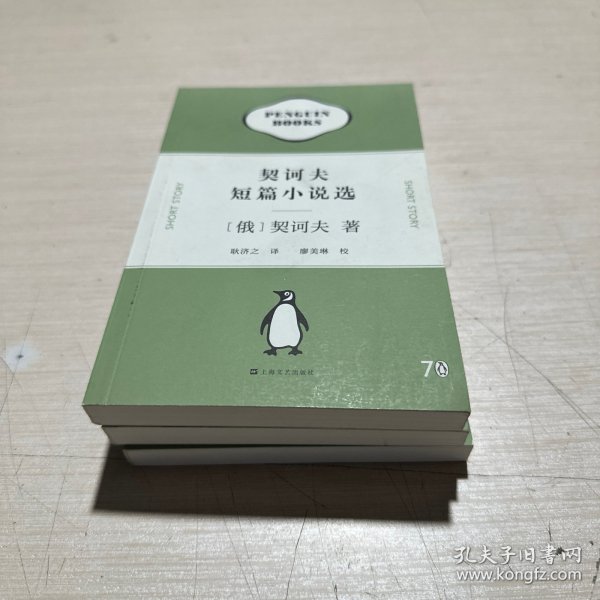 PENGUIN
BOOKS
契诃夫
短篇小说选
[俄] 契诃夫 著
耿济之 译 廖美琳 校
SHORT STORY
SHORT STORY
上海文艺出版社
70
孔夫子旧书网
www.kongfz.com